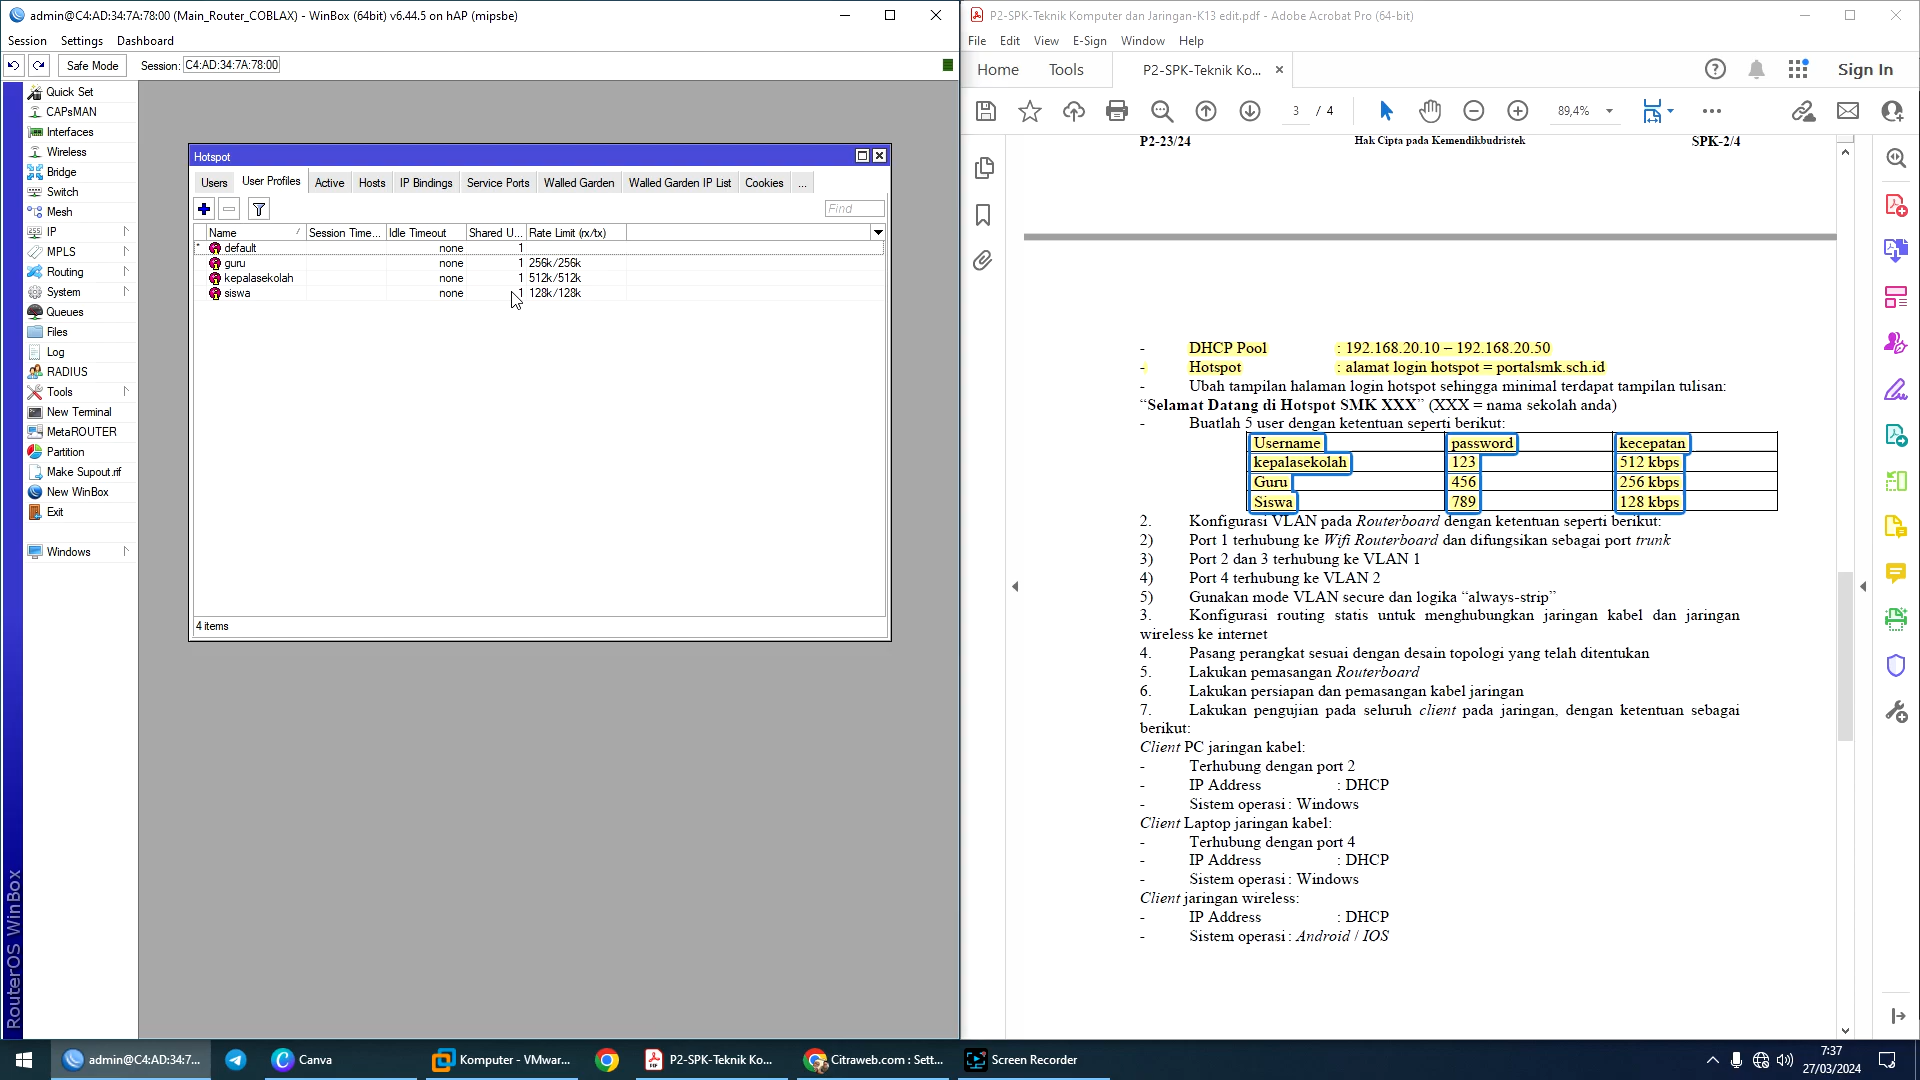 admin@C4:AD:34:7A:78:00 (Main_Router_COBLAX) - WinBox (64bit) v6.44.5 on hAP (mipsbe)
Session Settings Dashboard
Safe Mode Session: C4:AD:34:7A:78:00
Quick Set
CAPsMAN
Interfaces
Wireless
Bridge
Switch
Mesh
IP
MPLS
Routing
System
Queues
Files
Log
RADIUS
Tools
New Terminal
MetaROUTER
Partition
Make Supout.rif
New WinBox
Exit
Windows
RouterOS WinBox
Hotspot
Users User Profiles Active Hosts IP Bindings Service Ports Walled Garden Walled Garden IP List Cookies ...
Find
Name Session Time... Idle Timeout Shared U... Rate Limit (rx/tx)
* default none 1
guru none 1 256k/256k
kepalasekolah none 1 512k/512k
siswa none 1 128k/128k
4 items
P2-SPK-Teknik Komputer dan Jaringan-K13 edit.pdf - Adobe Acrobat Pro (64-bit)
File Edit View E-Sign Window Help
Home Tools P2-SPK-Teknik Ko... × Sign In
3 / 4 89,4%
P2-23/24 Hak Cipta pada Kemendikbudristek SPK-2/4
- DHCP Pool : 192.168.20.10 – 192.168.20.50
- Hotspot : alamat login hotspot = portalsmk.sch.id
- Ubah tampilan halaman login hotspot sehingga minimal terdapat tampilan tulisan:
“Selamat Datang di Hotspot SMK XXX” (XXX = nama sekolah anda)
- Buatlah 5 user dengan ketentuan seperti berikut:
Username password kecepatan
kepalasekolah 123 512 kbps
Guru 456 256 kbps
Siswa 789 128 kbps
2. Konfigurasi VLAN pada Routerboard dengan ketentuan seperti berikut:
2) Port 1 terhubung ke Wifi Routerboard dan difungsikan sebagai port trunk
3) Port 2 dan 3 terhubung ke VLAN 1
4) Port 4 terhubung ke VLAN 2
5) Gunakan mode VLAN secure dan logika “always-strip”
3. Konfigurasi routing statis untuk menghubungkan jaringan kabel dan jaringan
wireless ke internet
4. Pasang perangkat sesuai dengan desain topologi yang telah ditentukan
5. Lakukan pemasangan Routerboard
6. Lakukan persiapan dan pemasangan kabel jaringan
7. Lakukan pengujian pada seluruh client pada jaringan, dengan ketentuan sebagai
berikut:
Client PC jaringan kabel:
- Terhubung dengan port 2
- IP Address : DHCP
- Sistem operasi : Windows
Client Laptop jaringan kabel:
- Terhubung dengan port 4
- IP Address : DHCP
- Sistem operasi : Windows
Client jaringan wireless:
- IP Address : DHCP
- Sistem operasi : Android / IOS
admin@C4:AD:34:7... Canva Komputer - VMwar... P2-SPK-Teknik Ko... Citraweb.com : Sett... Screen Recorder
7:37
27/03/2024